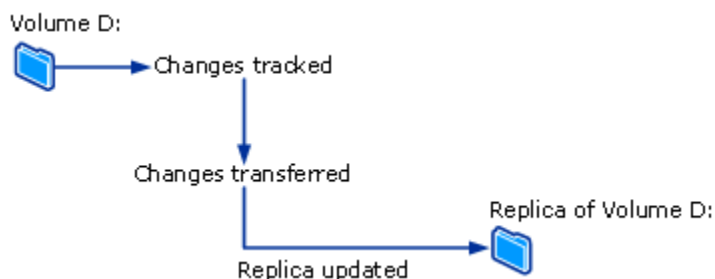 Volume D:
Changes tracked
Changes transferred
Replica of Volume D:
Replica updated